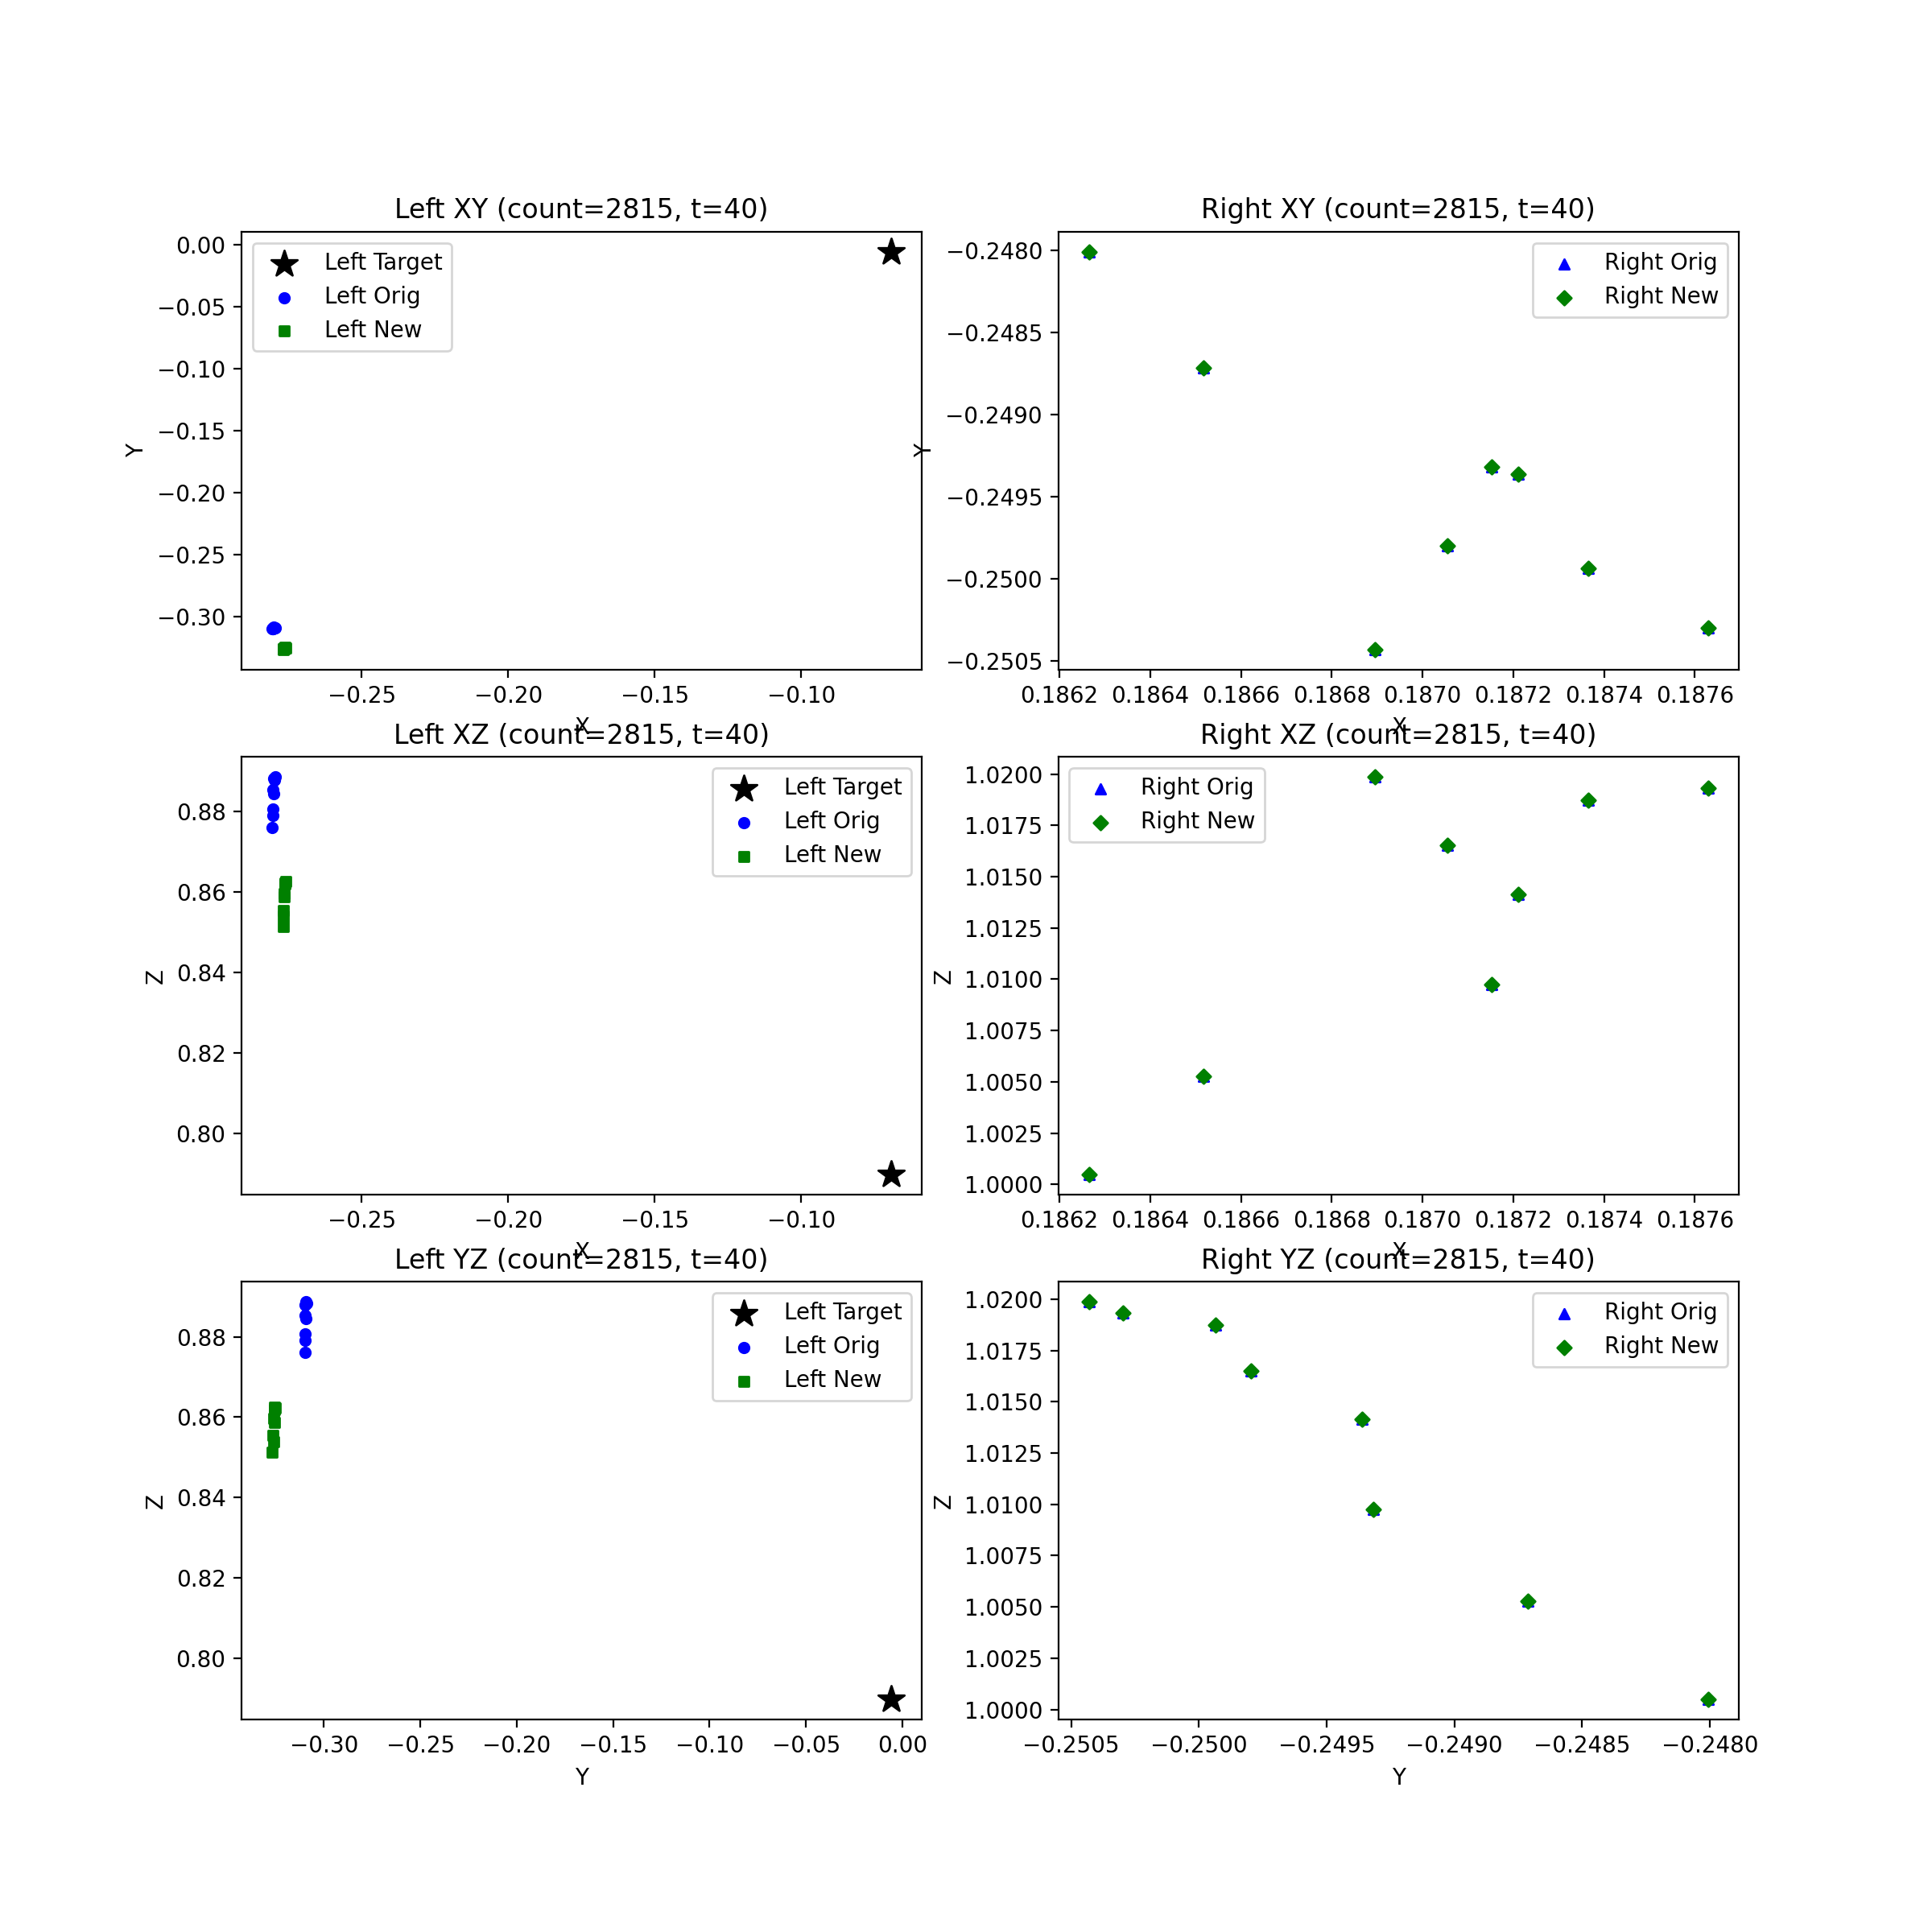 Left XY (count=2815, t=40)
Right XY (count=2815, t=40)
0.00
−0.05
−0.10
−0.15
−0.20
−0.25
−0.30
Y
Left Target
Left Orig
Left New
−0.25 −0.20 −0.15 −0.10
X
−0.2480
−0.2485
−0.2490
−0.2495
−0.2500
−0.2505
Y
Right Orig
Right New
0.1862 0.1864 0.1866 0.1868 0.1870 0.1872 0.1874 0.1876
X
Left XZ (count=2815, t=40)
Right XZ (count=2815, t=40)
0.88
0.86
0.84
0.82
0.80
Z
Left Target
Left Orig
Left New
−0.25 −0.20 −0.15 −0.10
X
1.0200
1.0175
1.0150
1.0125
1.0100
1.0075
1.0050
1.0025
1.0000
Z
Right Orig
Right New
0.1862 0.1864 0.1866 0.1868 0.1870 0.1872 0.1874 0.1876
X
Left YZ (count=2815, t=40)
Right YZ (count=2815, t=40)
0.88
0.86
0.84
0.82
0.80
Z
Left Target
Left Orig
Left New
−0.30 −0.25 −0.20 −0.15 −0.10 −0.05 0.00
Y
1.0200
1.0175
1.0150
1.0125
1.0100
1.0075
1.0050
1.0025
1.0000
Z
Right Orig
Right New
−0.2505 −0.2500 −0.2495 −0.2490 −0.2485 −0.2480
Y